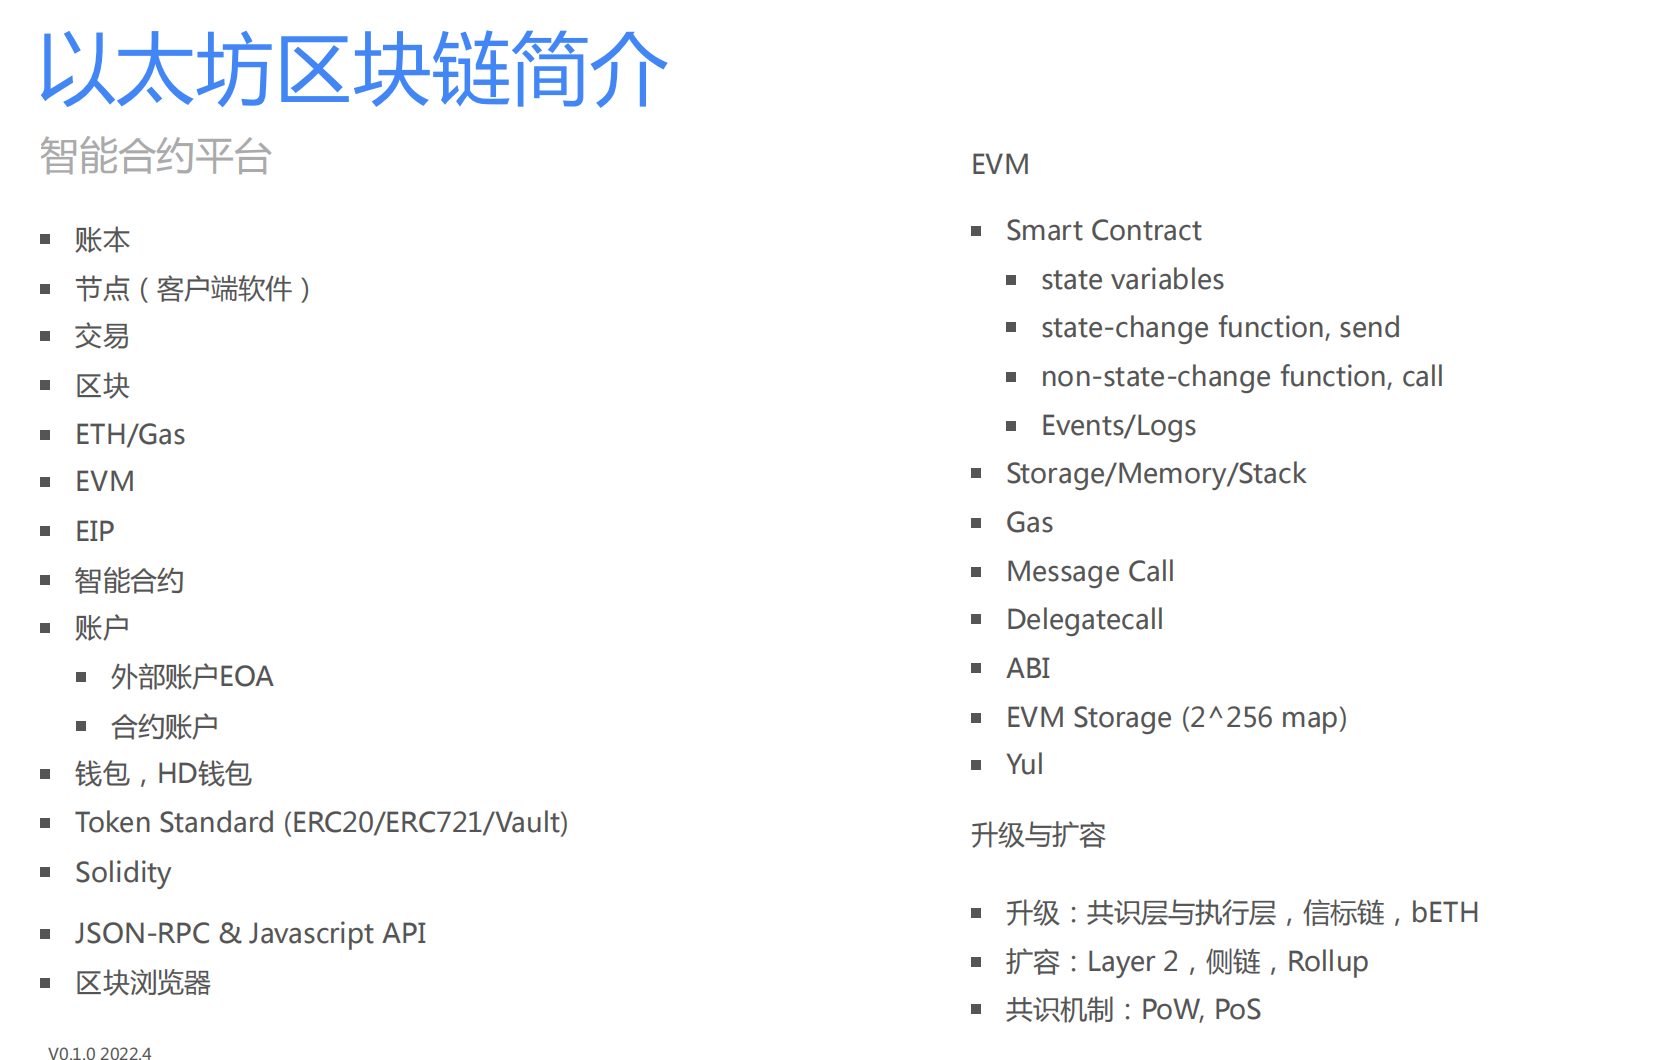 以太坊区块链简介
智能合约平台
账本
节点（客户端软件）
交易
区块
ETH/Gas
EVM
EIP
智能合约
账户
外部账户EOA
合约账户
钱包，HD钱包
Token Standard (ERC20/ERC721/Vault)
Solidity
JSON-RPC & Javascript API
区块浏览器
V0.1.0 2022.4
EVM
Smart Contract
state variables
state-change function, send
non-state-change function, call
Events/Logs
Storage/Memory/Stack
Gas
Message Call
Delegatecall
ABI
EVM Storage (2^256 map)
Yul
升级与扩容
升级：共识层与执行层，信标链，bETH
扩容：Layer 2，侧链，Rollup
共识机制：PoW, PoS